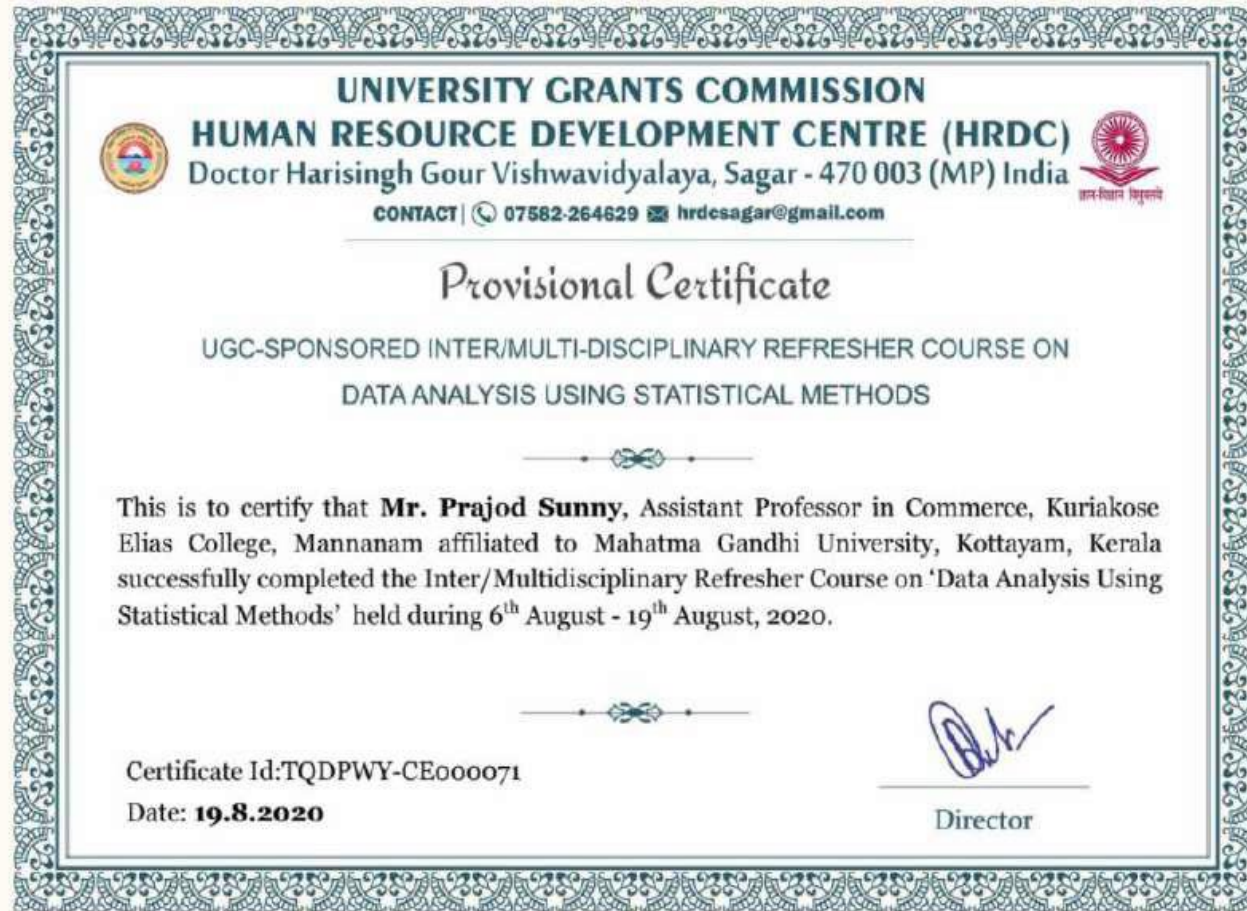 UNIVERSITY GRANTS COMMISSION
HUMAN RESOURCE DEVELOPMENT CENTRE (HRDC)
Doctor Harisingh Gour Vishwavidyalaya, Sagar - 470 003 (MP) India
ज्ञान-विज्ञान विमुक्तये
CONTACT| 07582-264629 hrdcsagar@gmail.com
Provisional Certificate
UGC-SPONSORED INTER/MULTI-DISCIPLINARY REFRESHER COURSE ON
DATA ANALYSIS USING STATISTICAL METHODS
This is to certify that Mr. Prajod Sunny, Assistant Professor in Commerce, Kuriakose
Elias College, Mannanam affiliated to Mahatma Gandhi University, Kottayam, Kerala
successfully completed the Inter/Multidisciplinary Refresher Course on ‘Data Analysis Using
Statistical Methods’ held during 6th August - 19th August, 2020.
Certificate Id:TQDPWY-CE000071
Date: 19.8.2020
Director